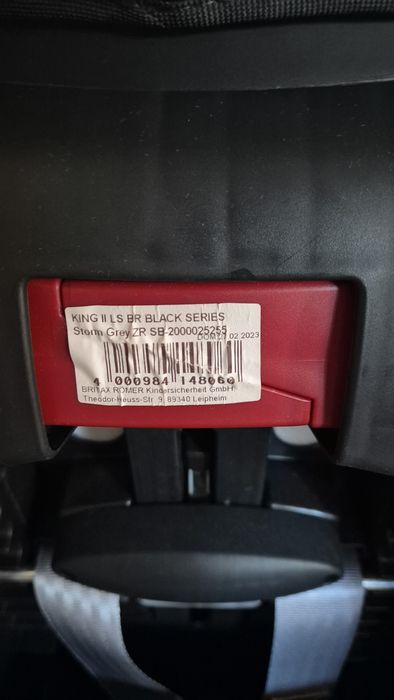 KING II LS BR BLACK SERIES
Storm Grey ZR SB-2000025255
DOM: 02.2023
4 000984 148060
BRITAX RÖMER Kindersicherheit GmbH
Theodor-Heuss-Str. 9, 89340 Leipheim